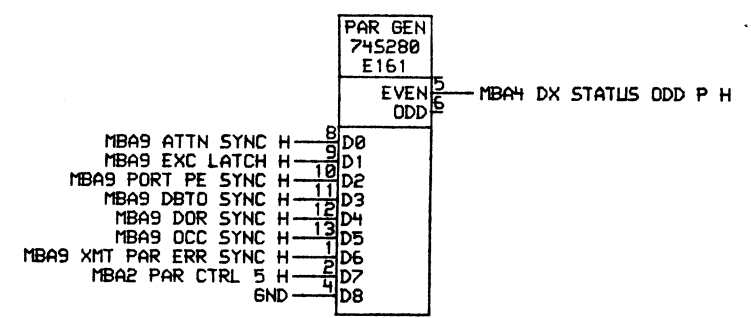 PAR GEN
74S280
E161
EVEN 5 MBA4 DX STATUS ODD P H
ODD 6
MBA9 ATTN SYNC H 8 D0
MBA9 EXC LATCH H 9 D1
MBA9 PORT PE SYNC H 10 D2
MBA9 DBTO SYNC H 11 D3
MBA9 DOR SYNC H 12 D4
MBA9 OCC SYNC H 13 D5
MBA9 XMT PAR ERR SYNC H 1 D6
MBA2 PAR CTRL 5 H 2 D7
GND 4 D8